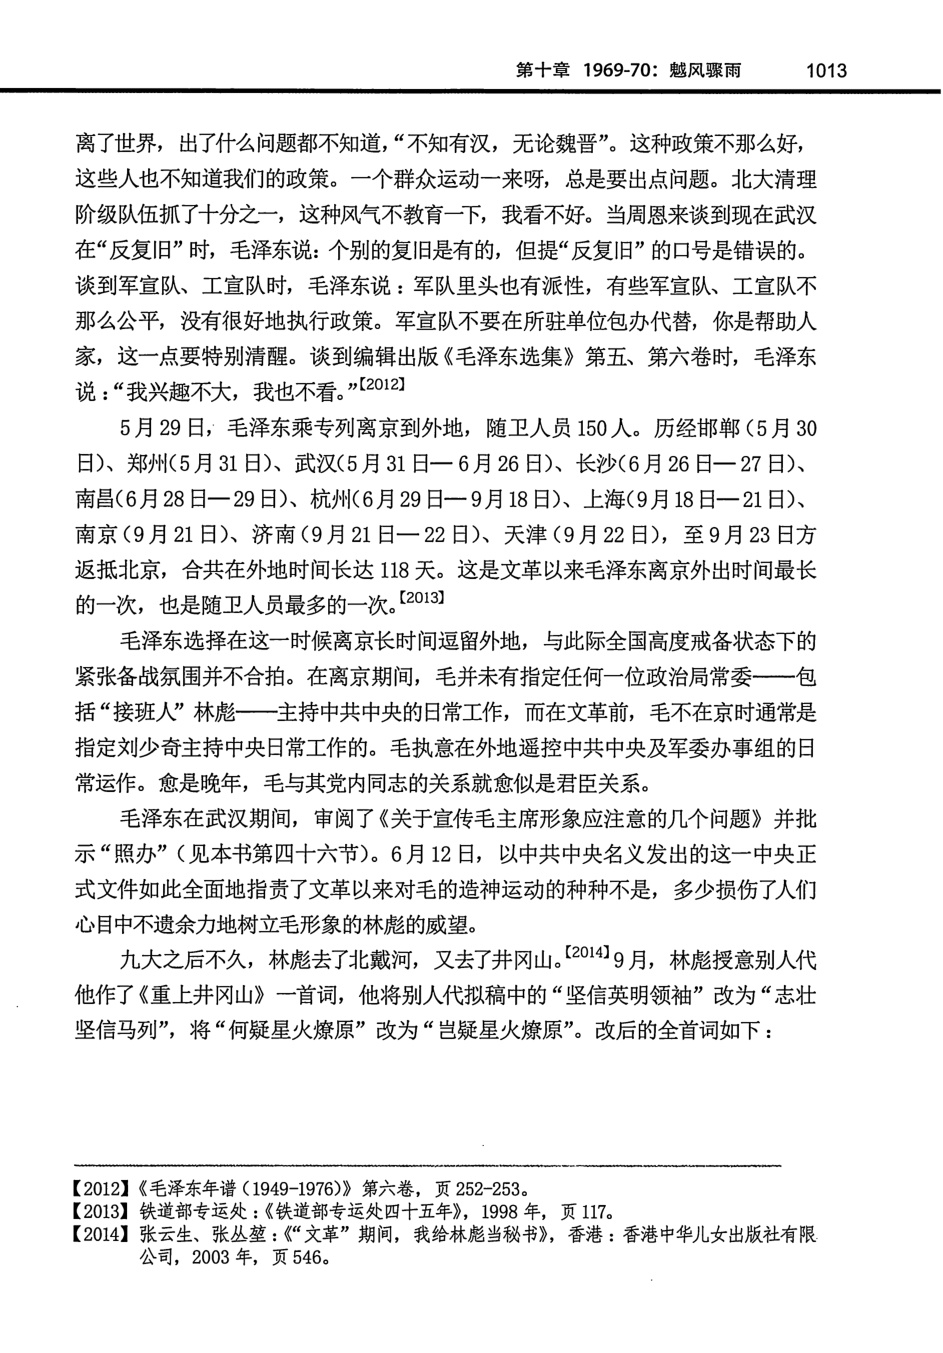 第十章 1969-70：魆风骤雨 1013
离了世界，出了什么问题都不知道，“不知有汉，无论魏晋”。这种政策不那么好，
这些人也不知道我们的政策。一个群众运动一来呀，总是要出点问题。北大清理
阶级队伍抓了十分之一，这种风气不教育一下，我看不好。当周恩来谈到现在武汉
在“反复旧”时，毛泽东说：个别的复旧是有的，但提“反复旧”的口号是错误的。
谈到军宣队、工宣队时，毛泽东说：军队里头也有派性，有些军宣队、工宣队不
那么公平，没有很好地执行政策。军宣队不要在所驻单位包办代替，你是帮助人
家，这一点要特别清醒。谈到编辑出版《毛泽东选集》第五、第六卷时，毛泽东
说：“我兴趣不大，我也不看。”【2012】
5月29日，毛泽东乘专列离京到外地，随卫人员150人。历经邯郸（5月30
日）、郑州（5月31日）、武汉（5月31日—6月26日）、长沙（6月26日—27日）、
南昌（6月28日—29日）、杭州（6月29日—9月18日）、上海（9月18日—21日）、
南京（9月21日）、济南（9月21日—22日）、天津（9月22日），至9月23日方
返抵北京，合共在外地时间长达118天。这是文革以来毛泽东离京外出时间最长
的一次，也是随卫人员最多的一次。【2013】
毛泽东选择在这一时候离京长时间逗留外地，与此际全国高度戒备状态下的
紧张备战氛围并不合拍。在离京期间，毛并未有指定任何一位政治局常委——包
括“接班人”林彪——主持中共中央的日常工作，而在文革前，毛不在京时通常是
指定刘少奇主持中央日常工作的。毛执意在外地遥控中共中央及军委办事组的日
常运作。愈是晚年，毛与其党内同志的关系就愈似是君臣关系。
毛泽东在武汉期间，审阅了《关于宣传毛主席形象应注意的几个问题》并批
示“照办”（见本书第四十六节）。6月12日，以中共中央名义发出的这一中央正
式文件如此全面地指责了文革以来对毛的造神运动的种种不是，多少损伤了人们
心目中不遗余力地树立毛形象的林彪的威望。
九大之后不久，林彪去了北戴河，又去了井冈山。【2014】9月，林彪授意别人代
他作了《重上井冈山》一首词，他将别人代拟稿中的“坚信英明领袖”改为“志壮
坚信马列”，将“何疑星火燎原”改为“岂疑星火燎原”。改后的全首词如下：
【2012】《毛泽东年谱（1949-1976）》第六卷，页252-253。
【2013】铁道部专运处：《铁道部专运处四十五年》，1998年，页117。
【2014】张云生、张丛堃：《“文革”期间，我给林彪当秘书》，香港：香港中华儿女出版社有限
公司，2003年，页546。